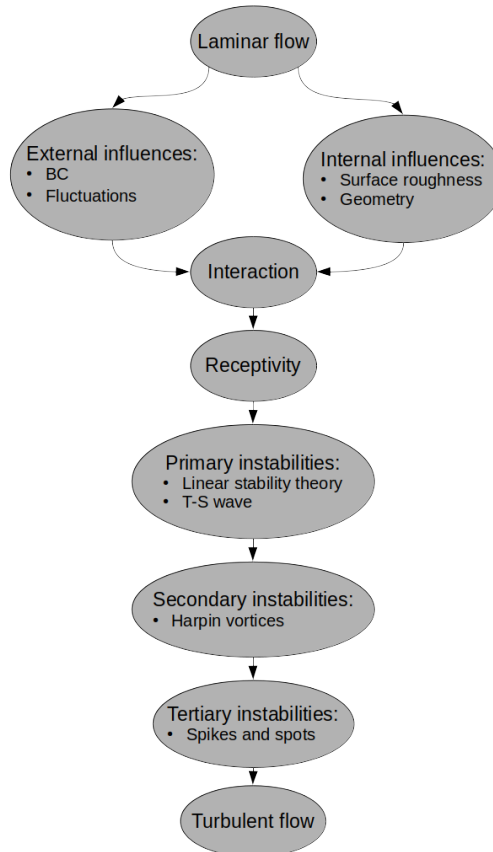 Laminar flow
External influences:
• BC
• Fluctuations
Internal influences:
• Surface roughness
• Geometry
Interaction
Receptivity
Primary instabilities:
• Linear stability theory
• T-S wave
Secondary instabilities:
• Harpin vortices
Tertiary instabilities:
• Spikes and spots
Turbulent flow